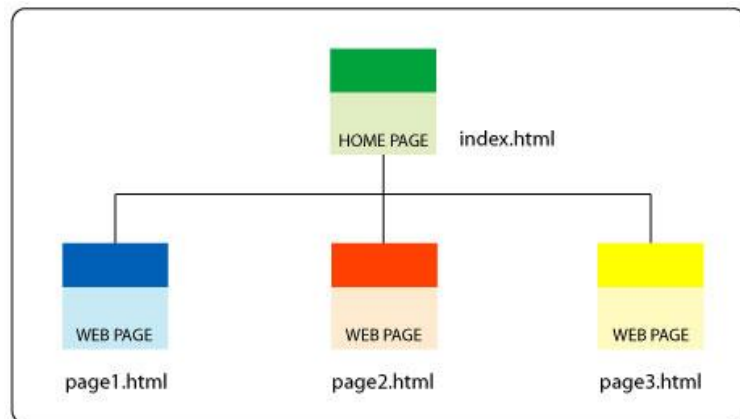 HOME PAGE
index.html
WEB PAGE
WEB PAGE
WEB PAGE
page1.html
page2.html
page3.html